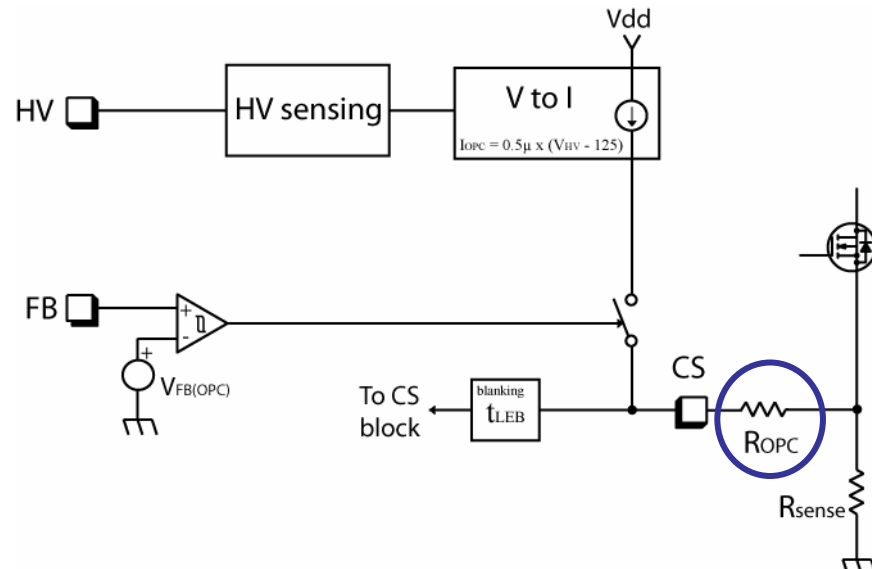 Vdd
HV
HV sensing
V to I
IOPC = 0.5µ x (VHV - 125)
FB
+
-
+
VFB(OPC)
To CS
block
blanking
tLEB
CS
ROPC
Rsense